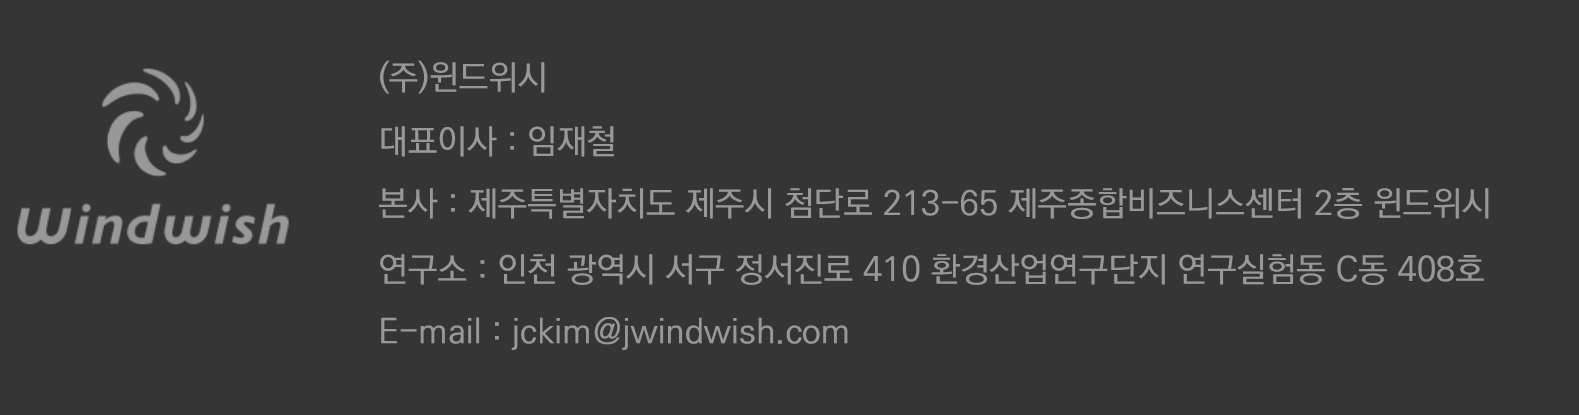 Windwish
(주)윈드위시
대표이사 : 임재철
본사 : 제주특별자치도 제주시 첨단로 213-65 제주종합비즈니스센터 2층 윈드위시
연구소 : 인천 광역시 서구 정서진로 410 환경산업연구단지 연구실험동 C동 408호
E-mail : jckim@jwindwish.com